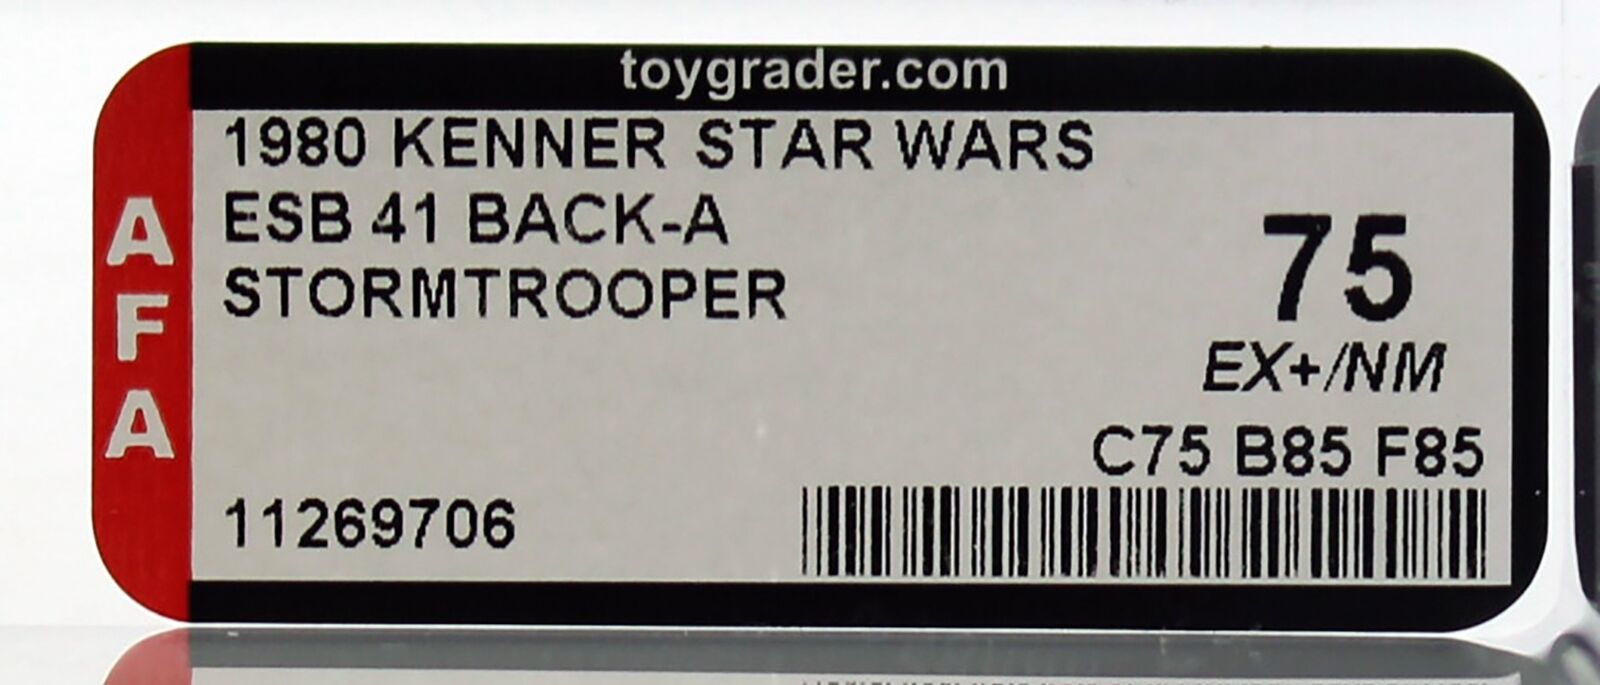 toygrader.com
AFA
1980 KENNER STAR WARS
ESB 41 BACK-A
STORMTROOPER
75
EX+/NM
C75 B85 F85
11269706